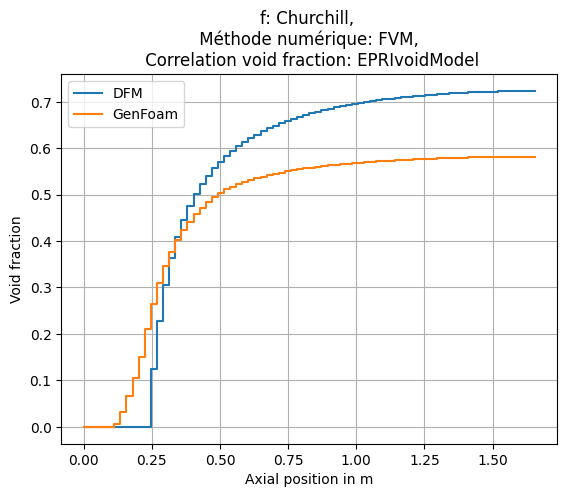 f: Churchill,
Méthode numérique: FVM,
Correlation void fraction: EPRIvoidModel
DFM
GenFoam
Void fraction
0.7
0.6
0.5
0.4
0.3
0.2
0.1
0.0
0.00 0.25 0.50 0.75 1.00 1.25 1.50
Axial position in m